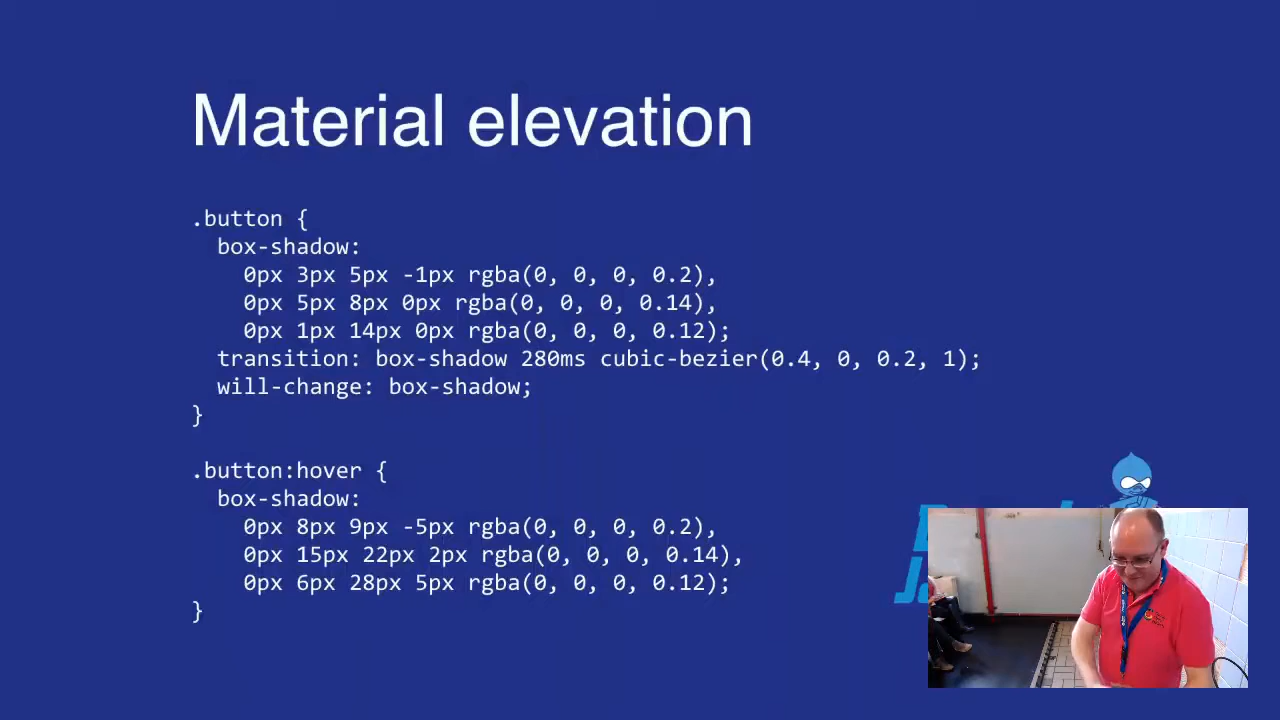 Material elevation
.button {
  box-shadow:
    0px 3px 5px -1px rgba(0, 0, 0, 0.2),
    0px 5px 8px 0px rgba(0, 0, 0, 0.14),
    0px 1px 14px 0px rgba(0, 0, 0, 0.12);
  transition: box-shadow 280ms cubic-bezier(0.4, 0, 0.2, 1);
  will-change: box-shadow;
}
.button:hover {
  box-shadow:
    0px 8px 9px -5px rgba(0, 0, 0, 0.2),
    0px 15px 22px 2px rgba(0, 0, 0, 0.14),
    0px 6px 28px 5px rgba(0, 0, 0, 0.12);
}